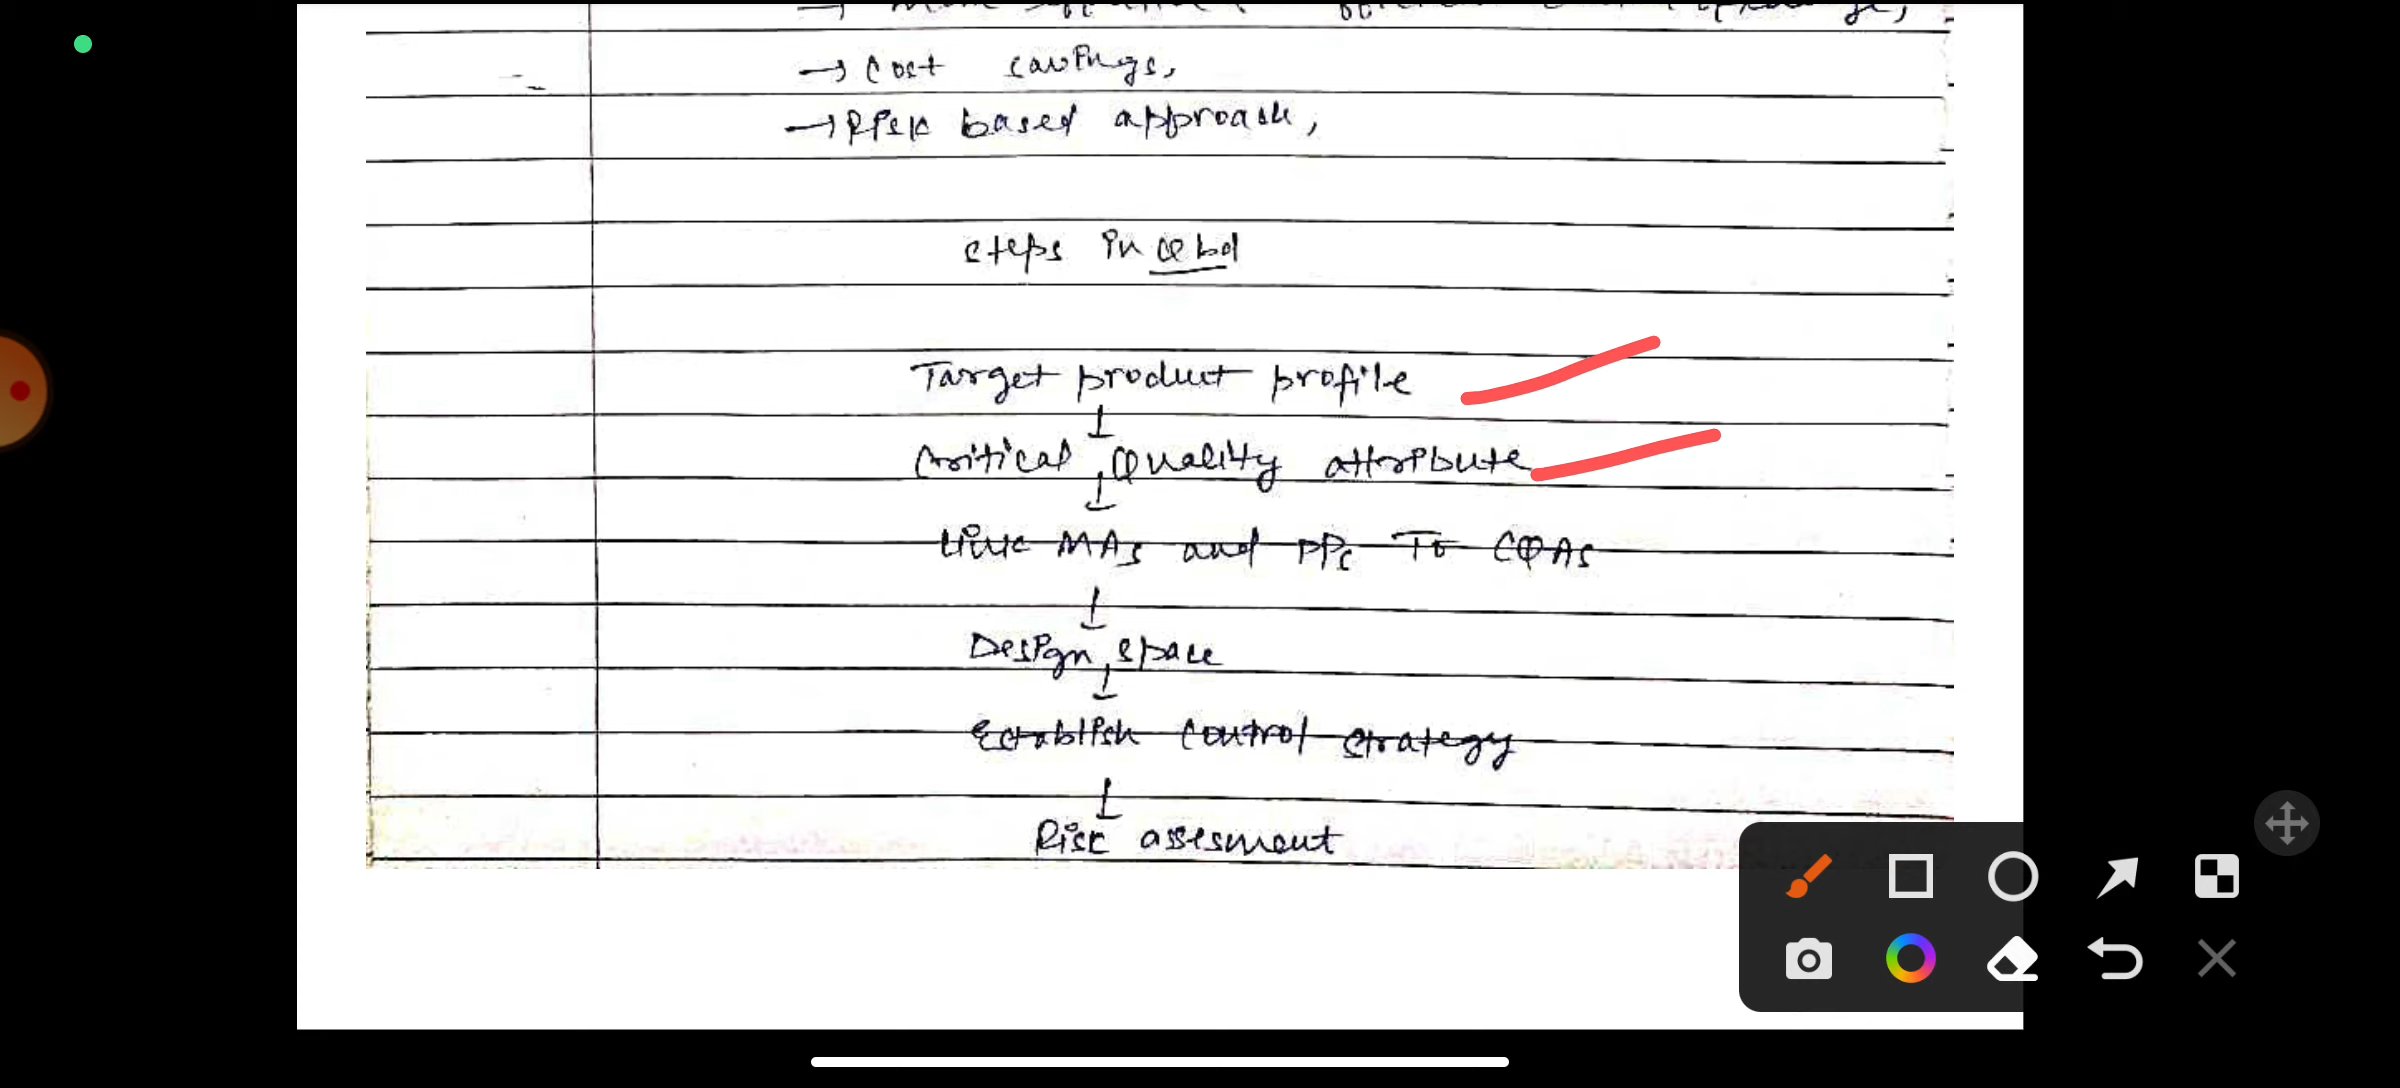 → cost savings,
→ Risk based approach,
steps in Qbd
Target product profile
Critical Quality attribute
Link MAs and PPs To CQAs
Design space
Establish control strategy
Risk assesment